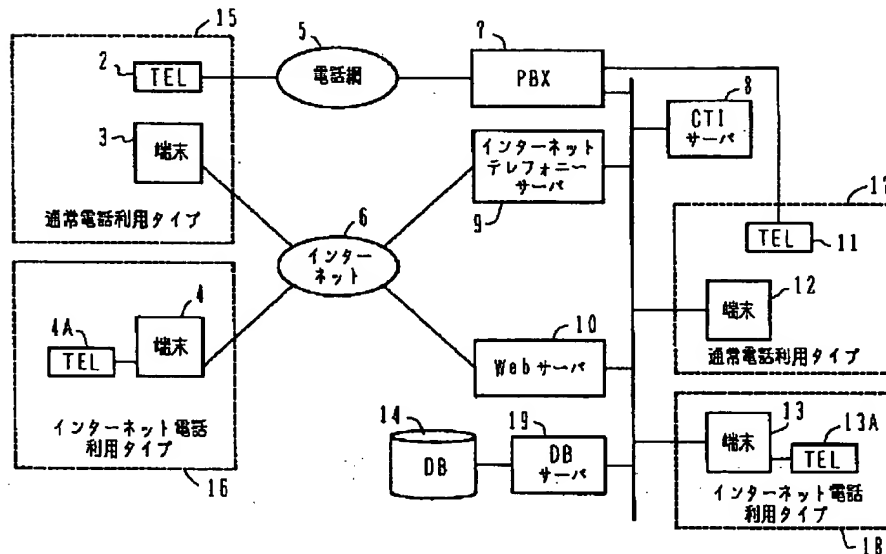 15
2
TEL
3
端末
通常電話利用タイプ
5
電話網
7
PBX
8
CTI
サーバ
インターネット
テレフォニーサーバ
9
6
インター
ネット
17
TEL
11
端末
12
通常電話利用タイプ
4
4A
TEL
端末
インターネット電話
利用タイプ
16
10
Webサーバ
14
DB
19
DB
サーバ
13
端末
13A
TEL
インターネット電話
利用タイプ
18